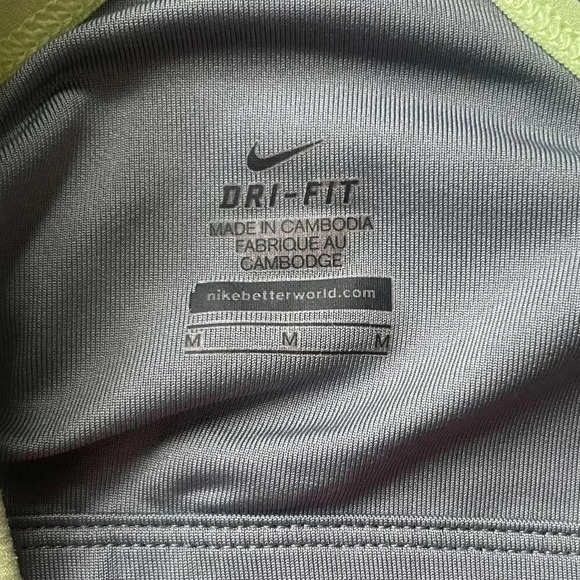 DRI-FIT
MADE IN CAMBODIA
FABRIQUE AU
CAMBODGE
nikebetterworld.com
M M M